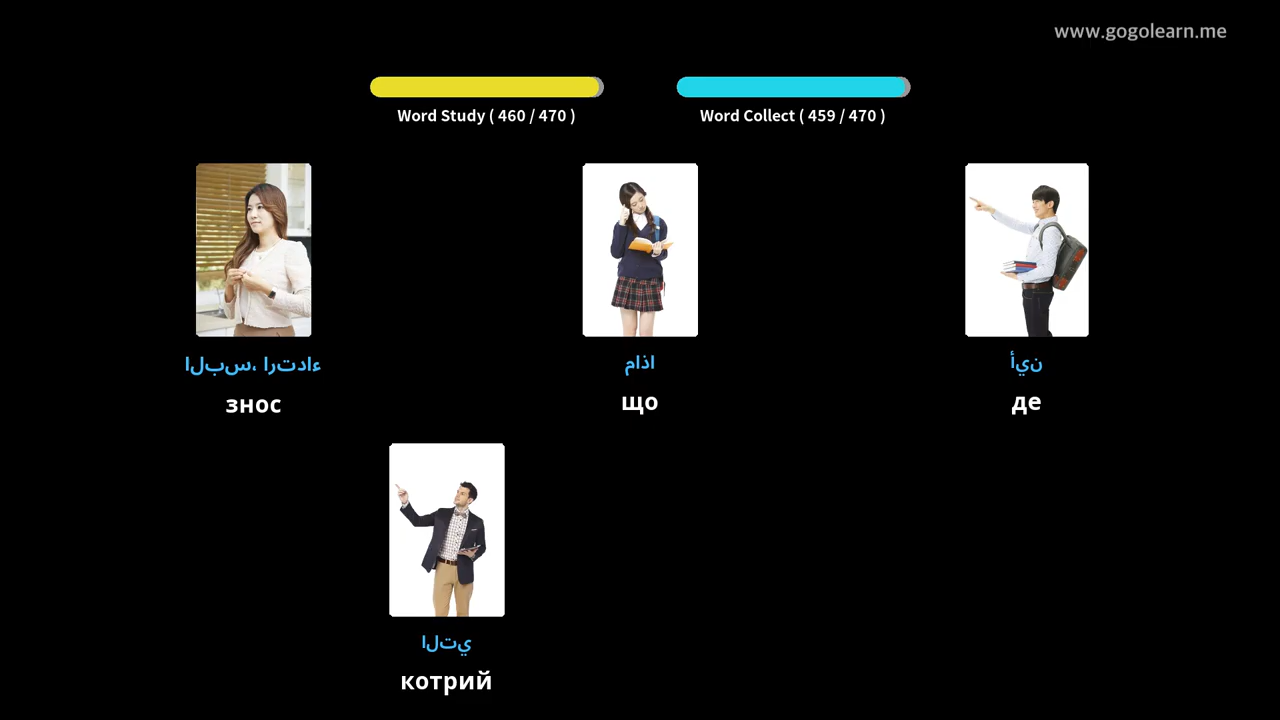 www.gogolearn.me
Word Study ( 460 / 470 )
Word Collect ( 459 / 470 )
البس، ارتداء
знос
ماذا
що
أين
де
التي
котрий